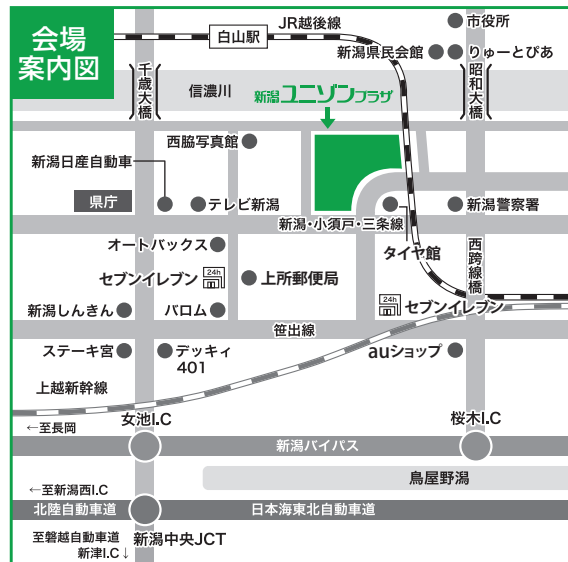 会場
案内図
JR越後線
白山駅
市役所
新潟県民会館
りゅーとぴあ
千歳大橋
昭和大橋
信濃川
新潟ユニゾンプラザ
西脇写真館
新潟日産自動車
県庁
テレビ新潟
新潟・小須戸・三条線
新潟警察署
タイヤ館
西跨線橋
オートバックス
セブンイレブン
24h
上所郵便局
24h
セブンイレブン
新潟しんきん
バロム
笹出線
ステーキ宮
デッキィ
401
auショップ
上越新幹線
女池I.C
桜木I.C
←至長岡
新潟バイパス
鳥屋野潟
←至新潟西I.C
北陸自動車道
日本海東北自動車道
至磐越自動車道
新津I.C↓
新潟中央JCT